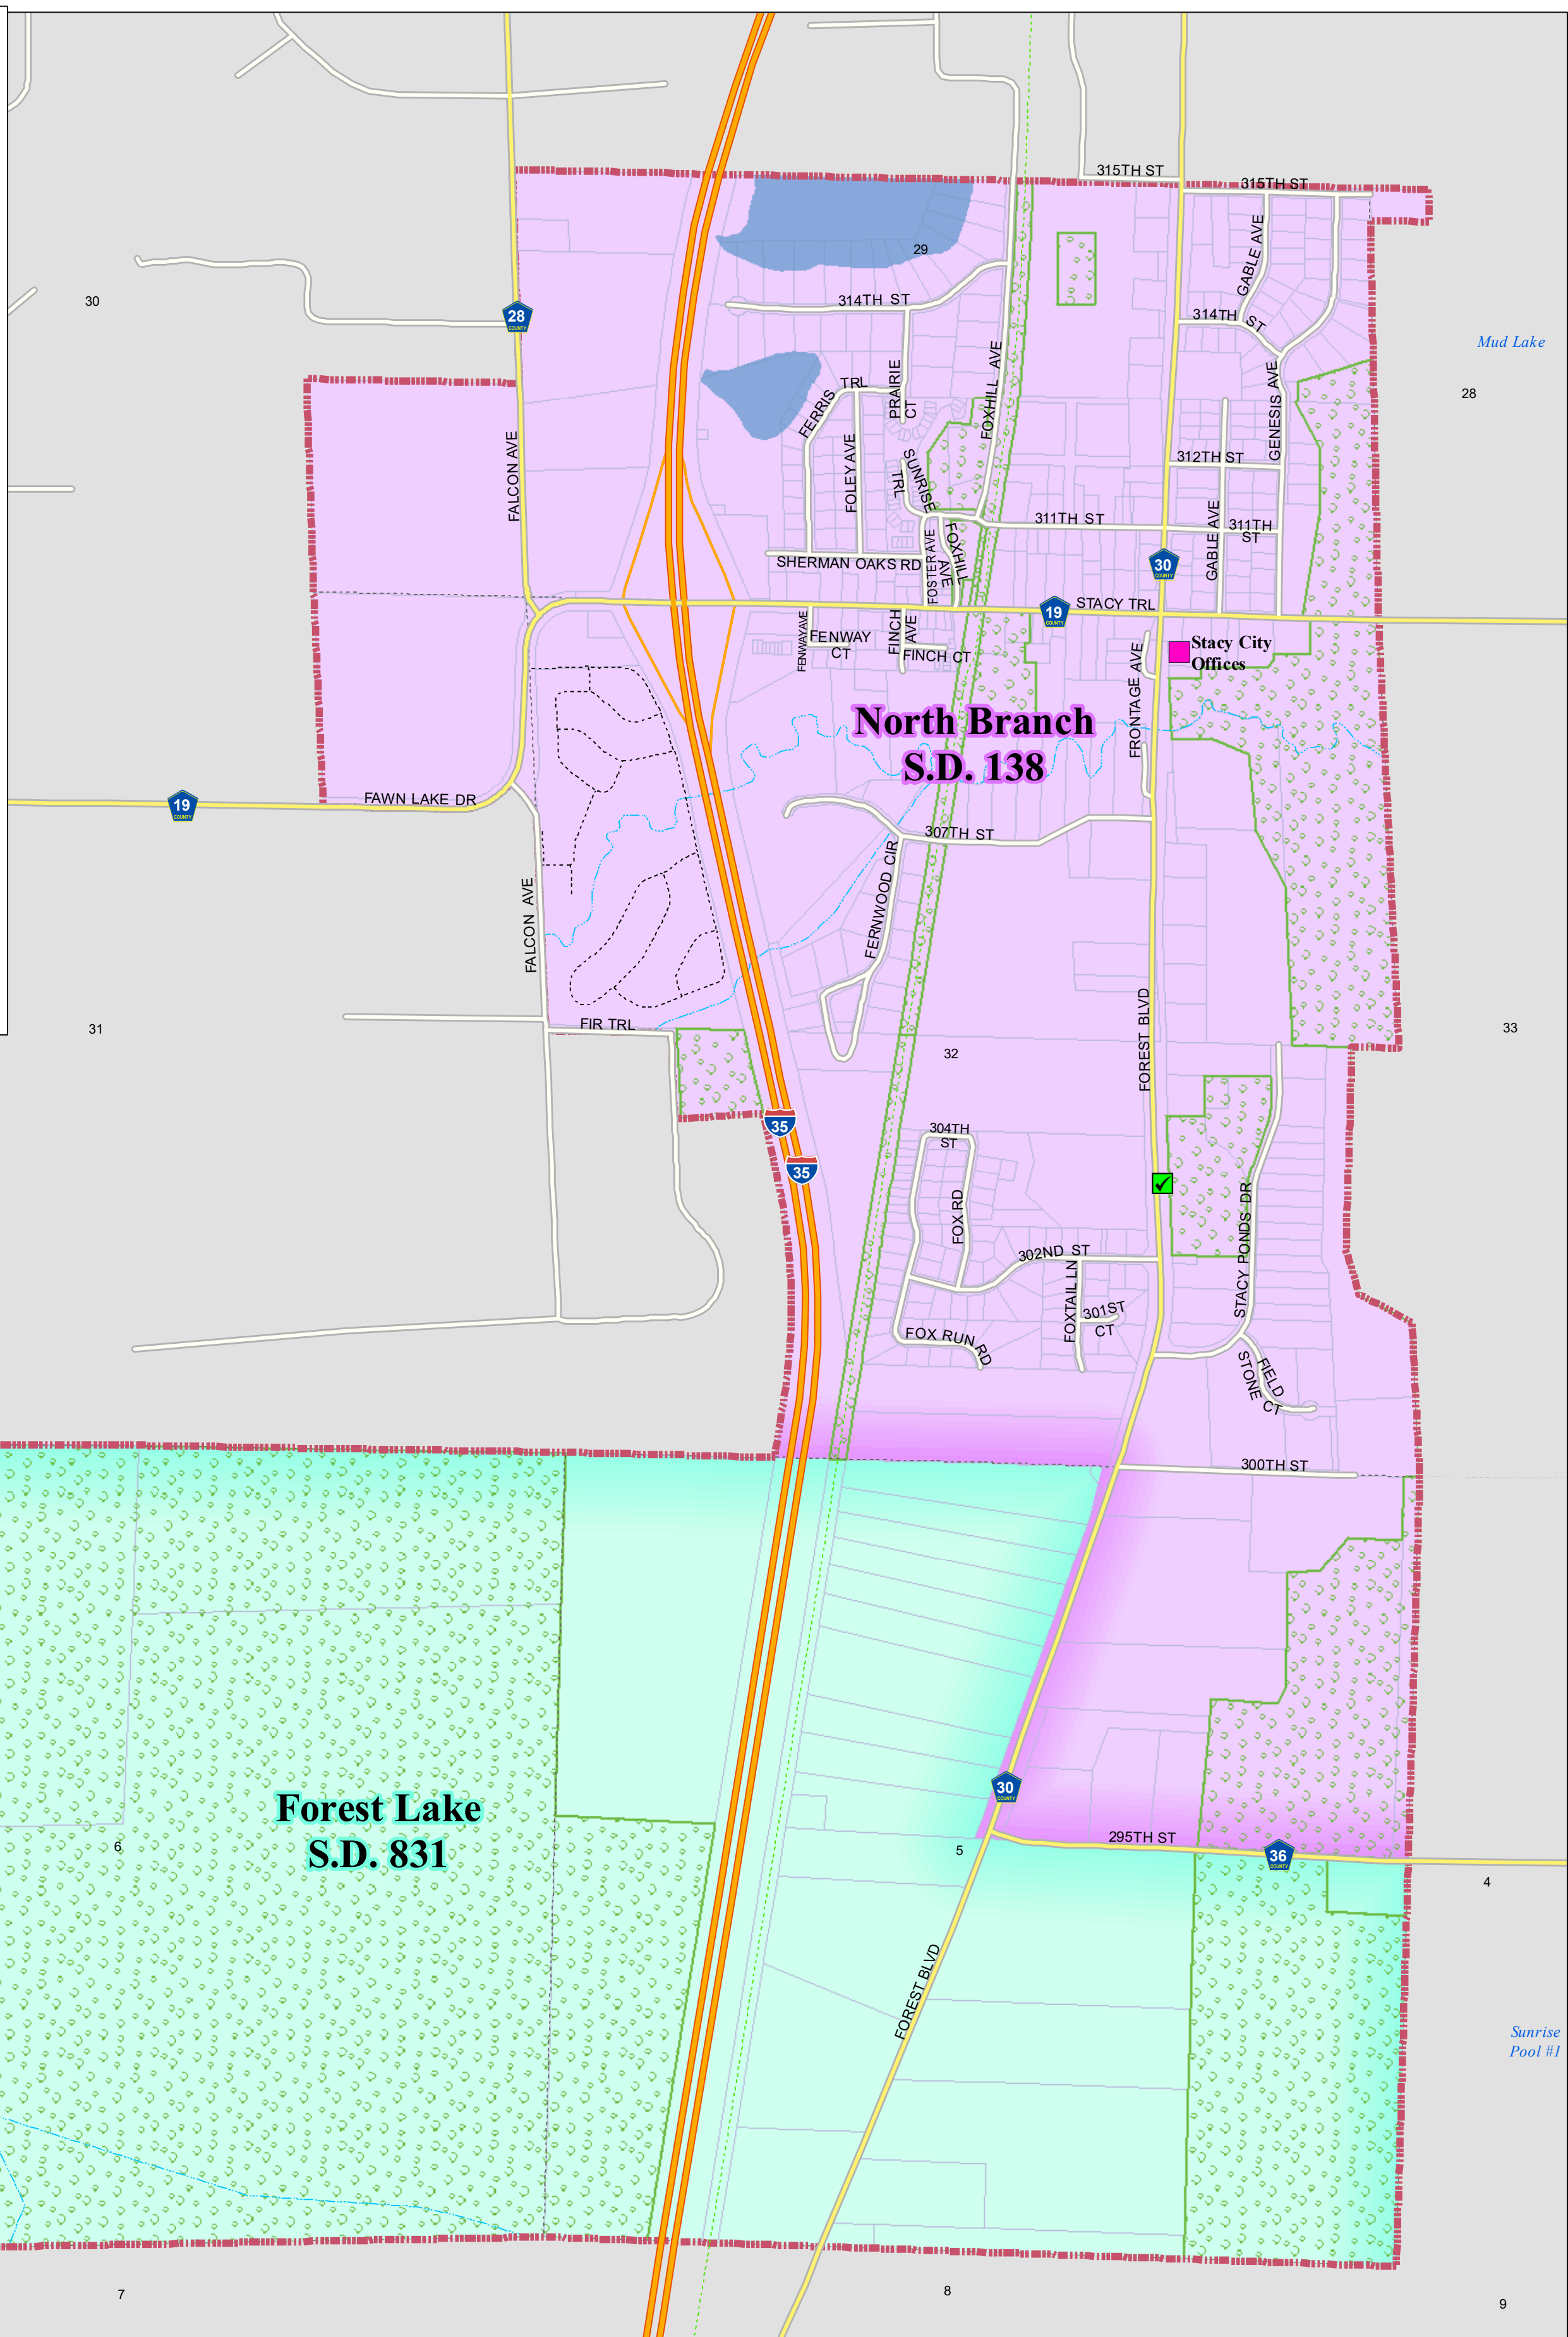 315TH ST
315TH ST
29
GABLE AVE
30
314TH ST
28
COUNTY
314TH ST
Mud Lake
28
FOXHILL AVE
PRAIRIE
CT
FERRIS TRL
GENESIS AVE
FALCON AVE
FOLEY AVE
SUNRISE
TRL
312TH ST
311TH ST
GABLE AVE
311TH
ST
FOXHILL
AVE
FOSTER AVE
SHERMAN OAKS RD
30
COUNTY
19
COUNTY
STACY TRL
FENWAY AVE
FENWAY
CT
FINCH
AVE
FINCH CT
Stacy City
Offices
FRONTAGE AVE
North Branch
S.D. 138
19
COUNTY
FAWN LAKE DR
307TH ST
FERNWOOD CIR
FALCON AVE
FOREST BLVD
31
FIR TRL
33
32
35
304TH
ST
35
FOX RD
STACY PONDS DR
302ND ST
FOXTAIL LN
301ST
CT
FOX RUN RD
FIELD
STONE
CT
300TH ST
30
COUNTY
Forest Lake
S.D. 831
295TH ST
6
5
36
COUNTY
4
FOREST BLVD
Sunrise
Pool #1
7
8
9